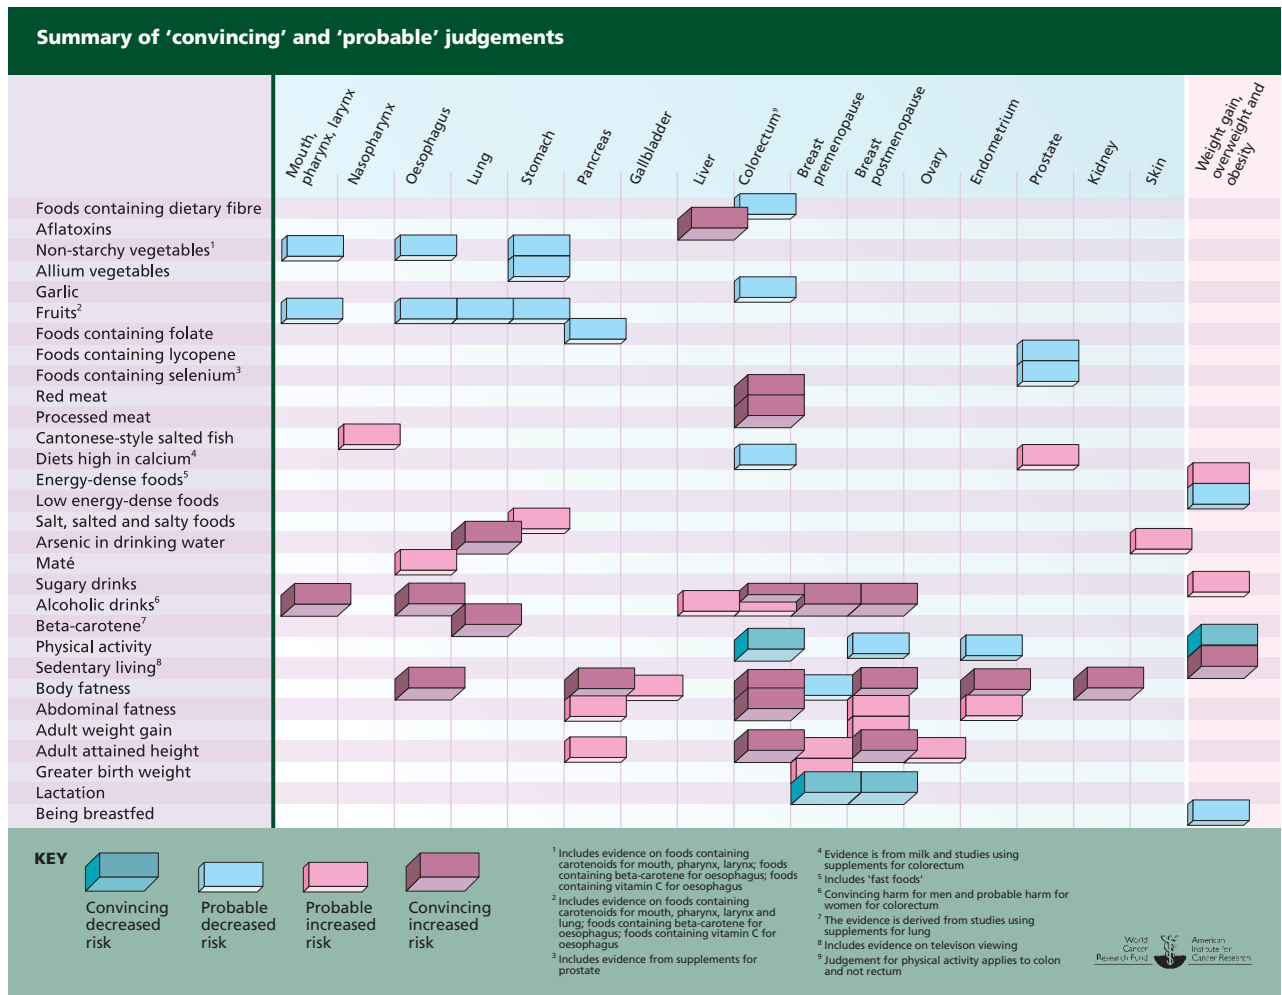 Summary of ‘convincing’ and ‘probable’ judgements
Mouth,
pharynx, larynx
Nasopharynx
Oesophagus
Lung
Stomach
Pancreas
Gallbladder
Liver
Colorectum⁹
Breast
premenopause
Breast
postmenopause
Ovary
Endometrium
Prostate
Kidney
Skin
Weight gain,
overweight and
obesity
Foods containing dietary fibre
Aflatoxins
Non-starchy vegetables¹
Allium vegetables
Garlic
Fruits²
Foods containing folate
Foods containing lycopene
Foods containing selenium³
Red meat
Processed meat
Cantonese-style salted fish
Diets high in calcium⁴
Energy-dense foods⁵
Low energy-dense foods
Salt, salted and salty foods
Arsenic in drinking water
Maté
Sugary drinks
Alcoholic drinks⁶
Beta-carotene⁷
Physical activity
Sedentary living⁸
Body fatness
Abdominal fatness
Adult weight gain
Adult attained height
Greater birth weight
Lactation
Being breastfed
KEY
Convincing
decreased
risk
Probable
decreased
risk
Probable
increased
risk
Convincing
increased
risk
¹ Includes evidence on foods containing
carotenoids for mouth, pharynx, larynx; foods
containing beta-carotene for oesophagus; foods
containing vitamin C for oesophagus
² Includes evidence on foods containing
carotenoids for mouth, pharynx, larynx and
lung; foods containing beta-carotene for
oesophagus; foods containing vitamin C for
oesophagus
³ Includes evidence from supplements for
prostate
⁴ Evidence is from milk and studies using
supplements for colorectum
⁵ Includes 'fast foods'
⁶ Convincing harm for men and probable harm for
women for colorectum
⁷ The evidence is derived from studies using
supplements for lung
⁸ Includes evidence on televison viewing
⁹ Judgement for physical activity applies to colon
and not rectum
World
Cancer
Research Fund
American
Institute for
Cancer Research